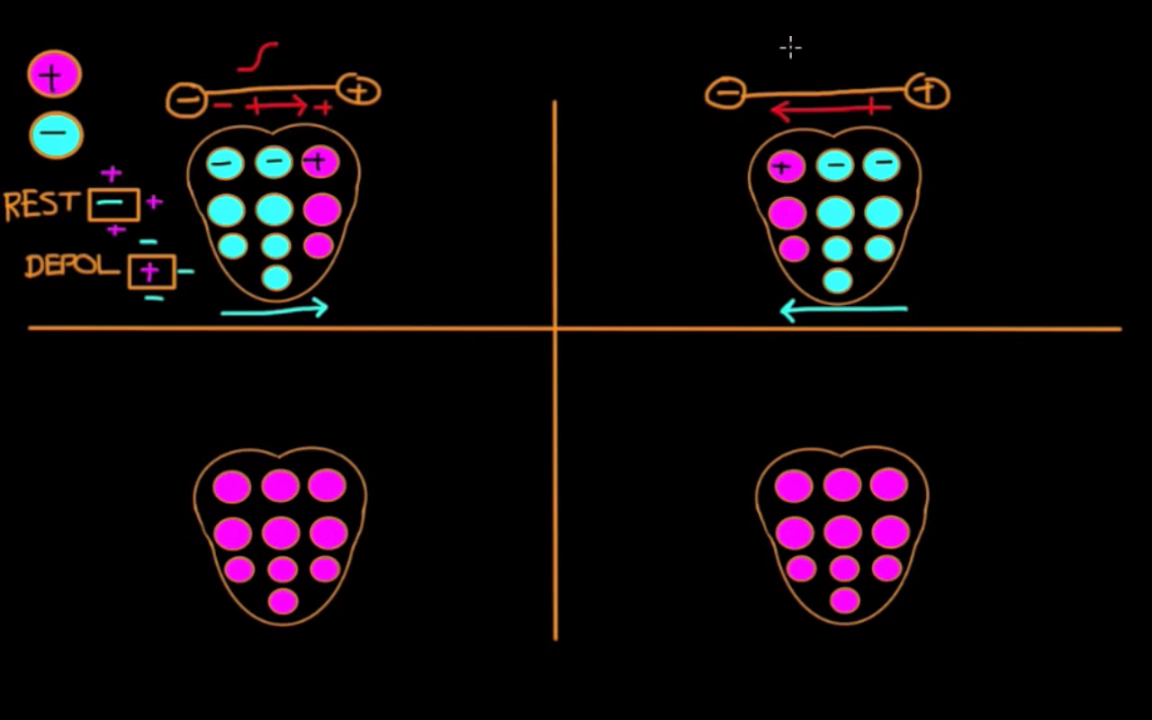 +
−
− +
− + +
− +
+
− − +
+ − −
+
REST − +
+
−
DEPOL + −
−